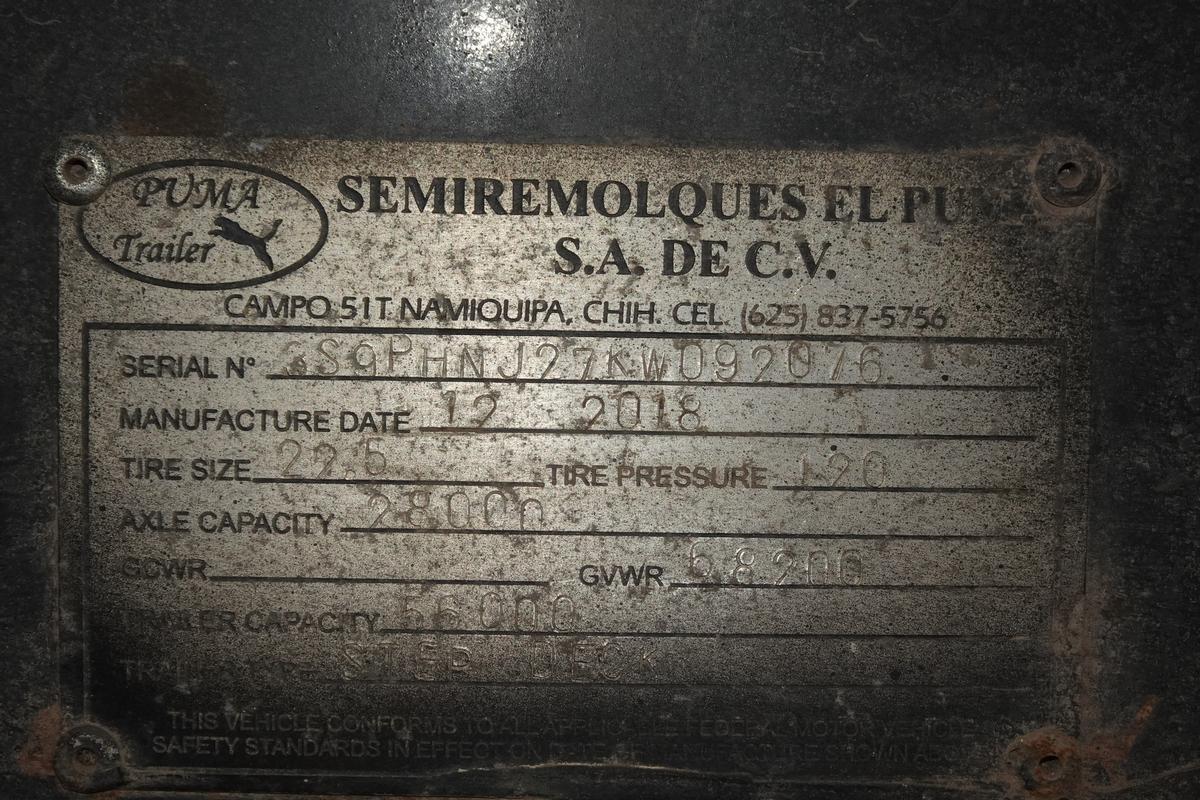 PUMA
Trailer
SEMIREMOLQUES EL PUMA
S.A. DE C.V.
CAMPO 51T NAMIQUIPA, CHIH. CEL. (625) 837-5756
SERIAL N° 3S9PHNJ27KW092076
MANUFACTURE DATE 12 2018
TIRE SIZE 22.5 TIRE PRESSURE 120
AXLE CAPACITY 28000
GCWR GVWR 68200
TRAILER CAPACITY 56000
STEP DECK
THIS VEHICLE CONFORMS TO ALL APPLICABLE FEDERAL MOTOR VEHICLE
SAFETY STANDARDS IN EFFECT ON DATE OF MANUFACTURE SHOWN ABOVE